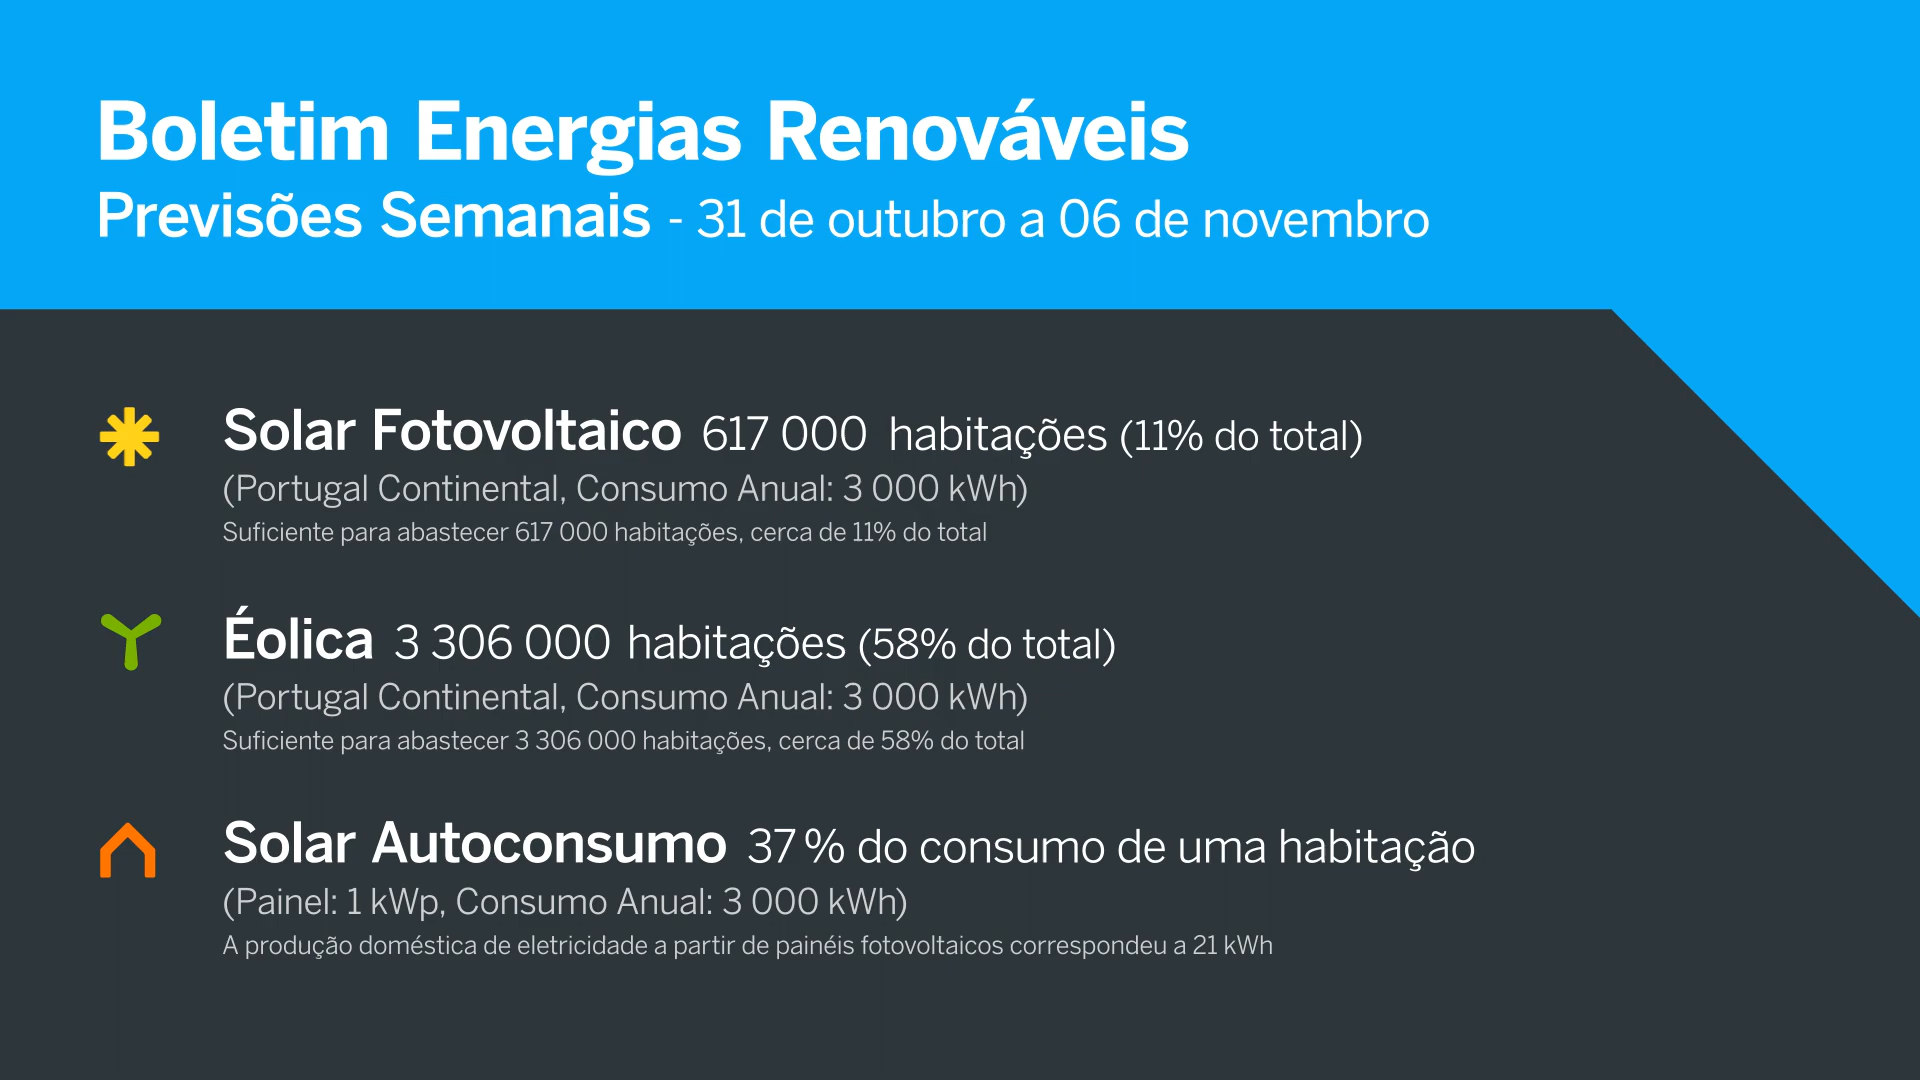 Boletim Energias Renováveis
Previsões Semanais - 31 de outubro a 06 de novembro
Solar Fotovoltaico 617 000 habitações (11% do total)
(Portugal Continental, Consumo Anual: 3 000 kWh)
Suficiente para abastecer 617 000 habitações, cerca de 11% do total
Éolica 3 306 000 habitações (58% do total)
(Portugal Continental, Consumo Anual: 3 000 kWh)
Suficiente para abastecer 3 306 000 habitações, cerca de 58% do total
Solar Autoconsumo 37 % do consumo de uma habitação
(Painel: 1 kWp, Consumo Anual: 3 000 kWh)
A produção doméstica de eletricidade a partir de painéis fotovoltaicos correspondeu a 21 kWh